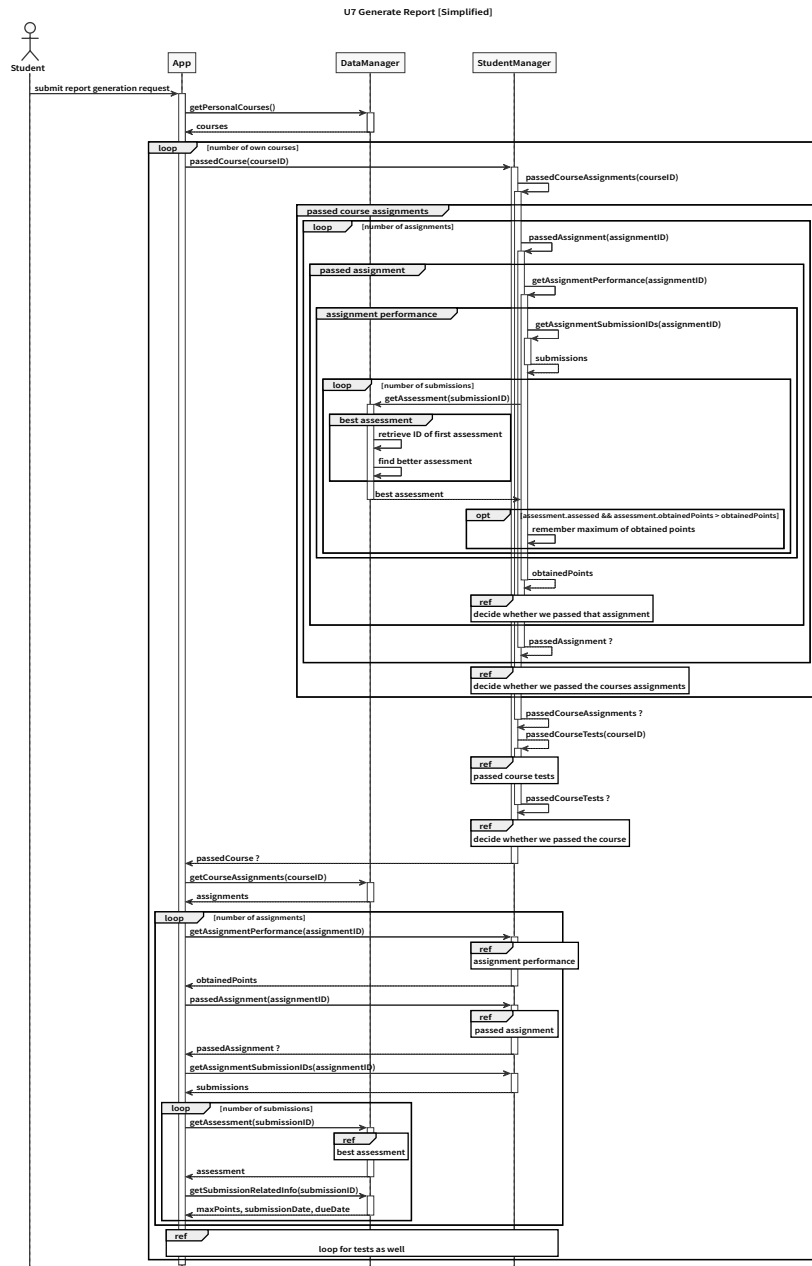 U7 Generate Report [Simplified]
Student
App
DataManager
StudentManager
submit report generation request
getPersonalCourses()
courses
loop [number of own courses]
passedCourse(courseID)
passedCourseAssignments(courseID)
passed course assignments
loop [number of assignments]
passedAssignment(assignmentID)
passed assignment
getAssignmentPerformance(assignmentID)
assignment performance
getAssignmentSubmissionIDs(assignmentID)
submissions
loop [number of submissions]
getAssessment(submissionID)
best assessment
retrieve ID of first assessment
find better assessment
best assessment
opt [assessment.assessed && assessment.obtainedPoints > obtainedPoints]
remember maximum of obtained points
obtainedPoints
ref
decide whether we passed that assignment
passedAssignment ?
ref
decide whether we passed the courses assignments
passedCourseAssignments ?
passedCourseTests(courseID)
ref
passed course tests
passedCourseTests ?
ref
decide whether we passed the course
passedCourse ?
getCourseAssignments(courseID)
assignments
loop [number of assignments]
getAssignmentPerformance(assignmentID)
ref
assignment performance
obtainedPoints
passedAssignment(assignmentID)
ref
passed assignment
passedAssignment ?
getAssignmentSubmissionIDs(assignmentID)
submissions
loop [number of submissions]
getAssessment(submissionID)
ref
best assessment
assessment
getSubmissionRelatedInfo(submissionID)
maxPoints, submissionDate, dueDate
ref
loop for tests as well